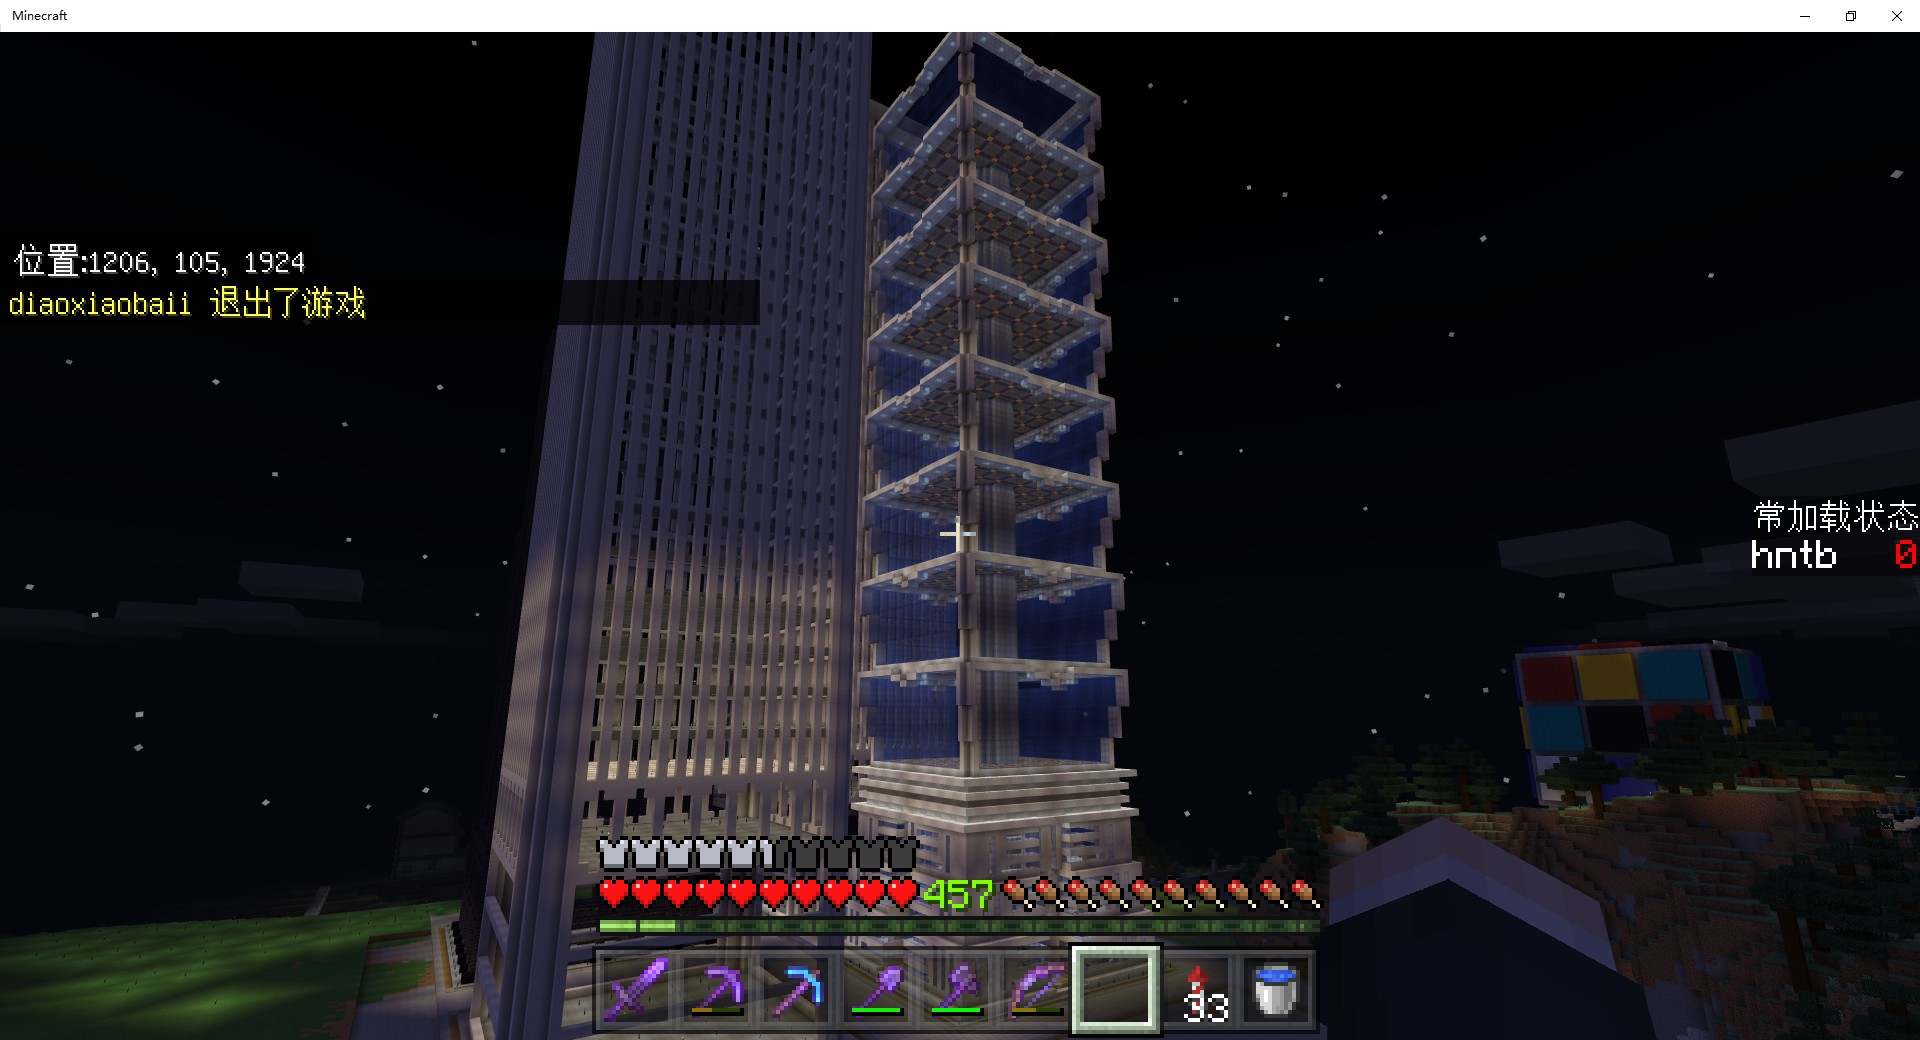 Minecraft
位置:1206, 105, 1924
diaoxiaobaii 退出了游戏
常加载状态
hntb 0
457
33